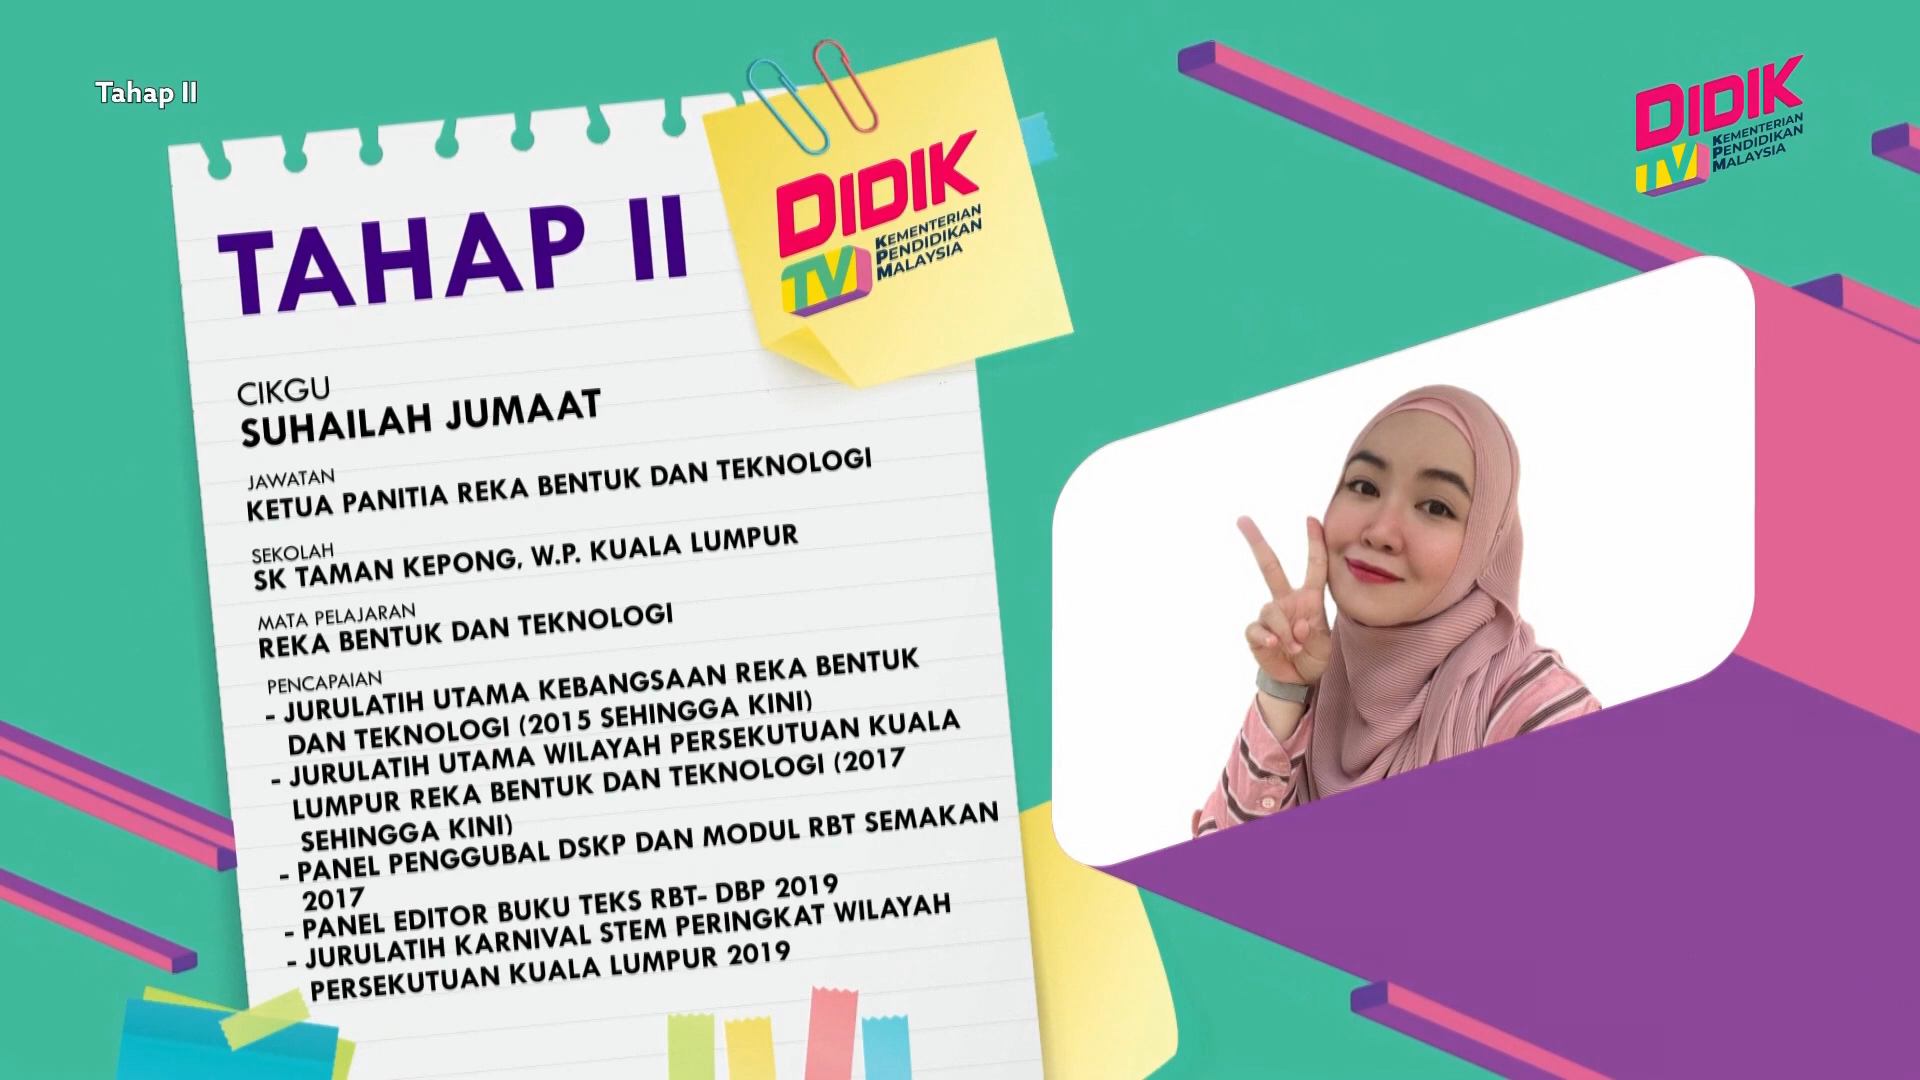 Tahap II
DIDIK
TV
KEMENTERIAN
PENDIDIKAN
MALAYSIA
TAHAP II
DIDIK
TV
KEMENTERIAN
PENDIDIKAN
MALAYSIA
CIKGU
SUHAILAH JUMAAT
JAWATAN
KETUA PANITIA REKA BENTUK DAN TEKNOLOGI
SEKOLAH
SK TAMAN KEPONG, W.P. KUALA LUMPUR
MATA PELAJARAN
REKA BENTUK DAN TEKNOLOGI
PENCAPAIAN
- JURULATIH UTAMA KEBANGSAAN REKA BENTUK
DAN TEKNOLOGI (2015 SEHINGGA KINI)
- JURULATIH UTAMA WILAYAH PERSEKUTUAN KUALA
LUMPUR REKA BENTUK DAN TEKNOLOGI (2017
SEHINGGA KINI)
- PANEL PENGGUBAL DSKP DAN MODUL RBT SEMAKAN
2017
- PANEL EDITOR BUKU TEKS RBT- DBP 2019
- JURULATIH KARNIVAL STEM PERINGKAT WILAYAH
PERSEKUTUAN KUALA LUMPUR 2019